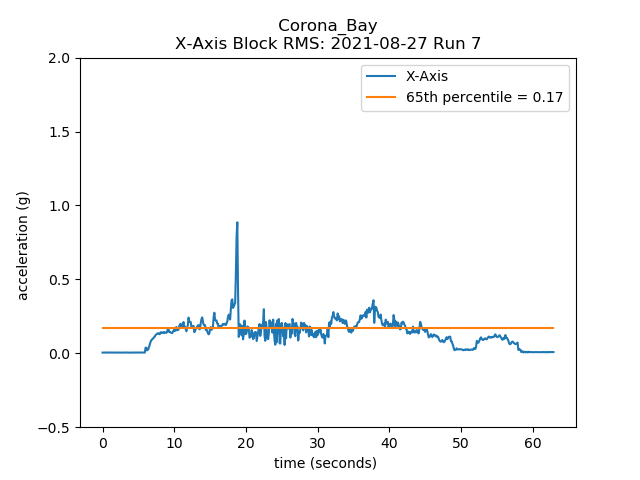 Corona_Bay
X-Axis Block RMS: 2021-08-27 Run 7
X-Axis
65th percentile = 0.17
2.0
1.5
1.0
0.5
0.0
−0.5
acceleration (g)
0 10 20 30 40 50 60
time (seconds)